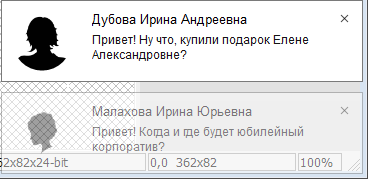 Дубова Ирина Андреевна
Привет! Ну что, купили подарок Елене
Александровне?
Малахова Ирина Юрьевна
Привет! Когда и где будет юбилейный
корпоратив?
62x82x24-bit
0,0 362x82
100%